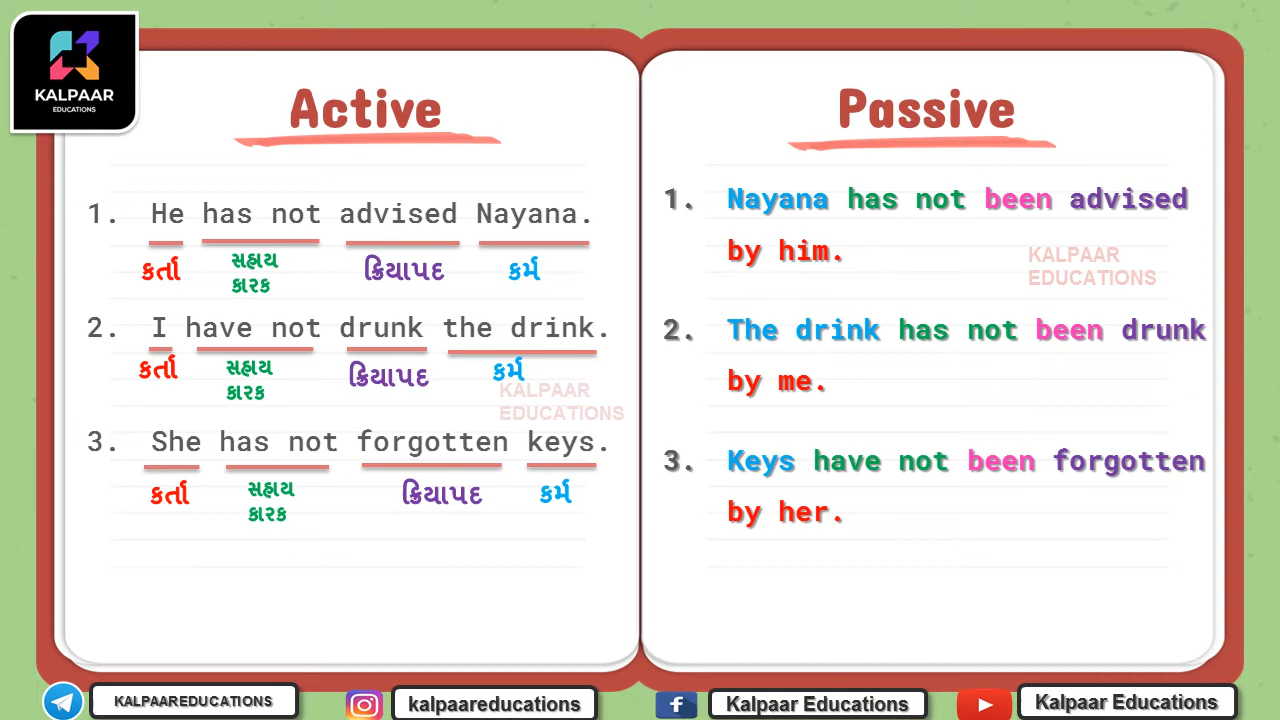 KALPAAR
EDUCATIONS
Active
1. He has not advised Nayana.
કર્તા સહાય ક્રિયાપદ કર્મ
કારક
2. I have not drunk the drink.
કર્તા સહાય ક્રિયાપદ કર્મ
કારક
KALPAAR
EDUCATIONS
3. She has not forgotten keys.
કર્તા સહાય ક્રિયાપદ કર્મ
કારક
Passive
1. Nayana has not been advised
by him.
KALPAAR
EDUCATIONS
2. The drink has not been drunk
by me.
3. Keys have not been forgotten
by her.
KALPAAREDUCATIONS
kalpaareducations
Kalpaar Educations
Kalpaar Educations